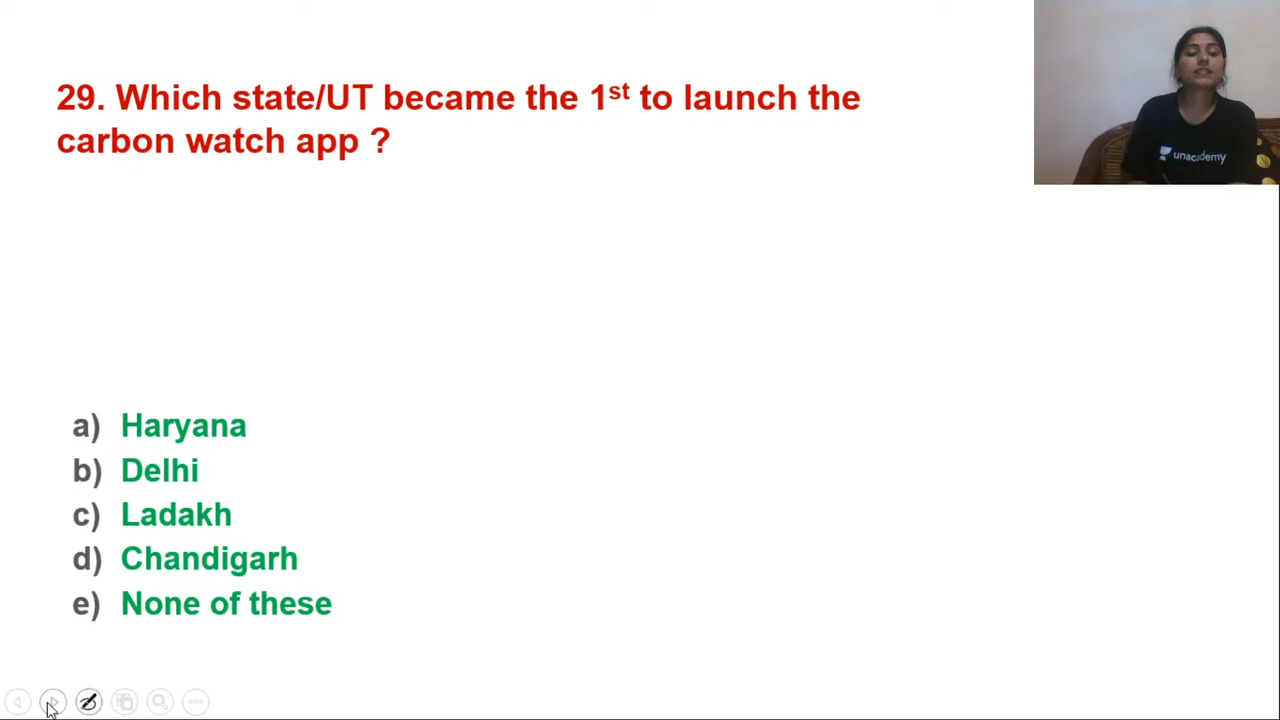 29. Which state/UT became the 1st to launch the
carbon watch app ?
unacademy
a) Haryana
b) Delhi
c) Ladakh
d) Chandigarh
e) None of these